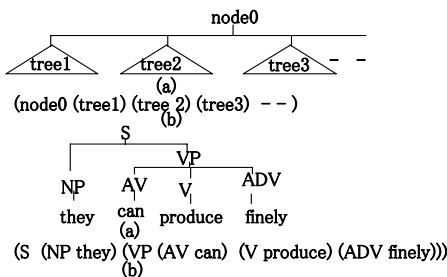 node0
tree1 tree2 tree3 - -
(a)
(node0 (tree1) (tree 2) (tree3) - - )
(b)
S
VP
NP AV V ADV
they can produce finely
(a)
(S (NP they) (VP (AV can) (V produce) (ADV finely)))
(b)